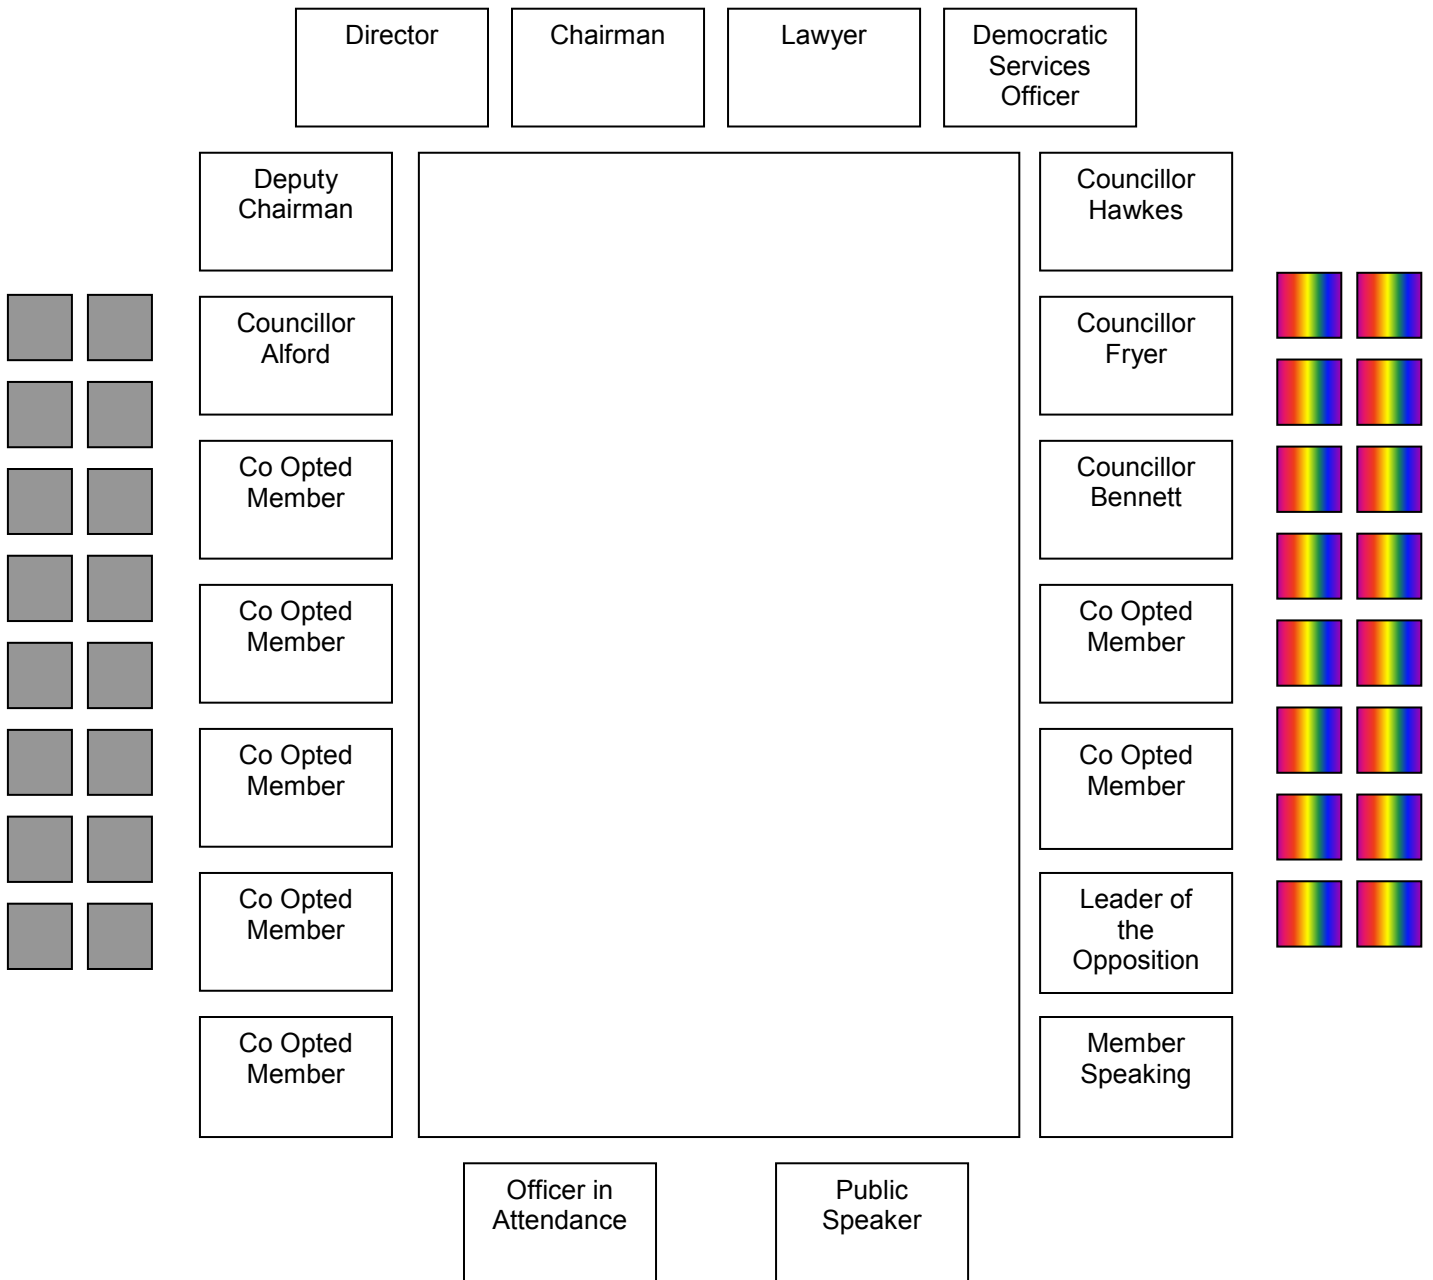 Director
Chairman
Lawyer
Democratic
Services
Officer
Deputy
Chairman
Councillor
Hawkes
Councillor
Alford
Councillor
Fryer
Co Opted
Member
Councillor
Bennett
Co Opted
Member
Co Opted
Member
Co Opted
Member
Co Opted
Member
Co Opted
Member
Leader of
the
Opposition
Co Opted
Member
Member
Speaking
Officer in
Attendance
Public
Speaker